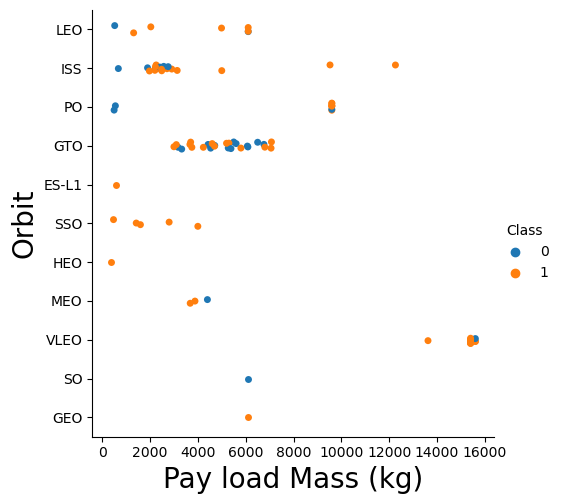 LEO
ISS
PO
GTO
ES-L1
SSO
HEO
MEO
VLEO
SO
GEO
Orbit
0 2000 4000 6000 8000 10000 12000 14000 16000
Pay load Mass (kg)
Class
0
1